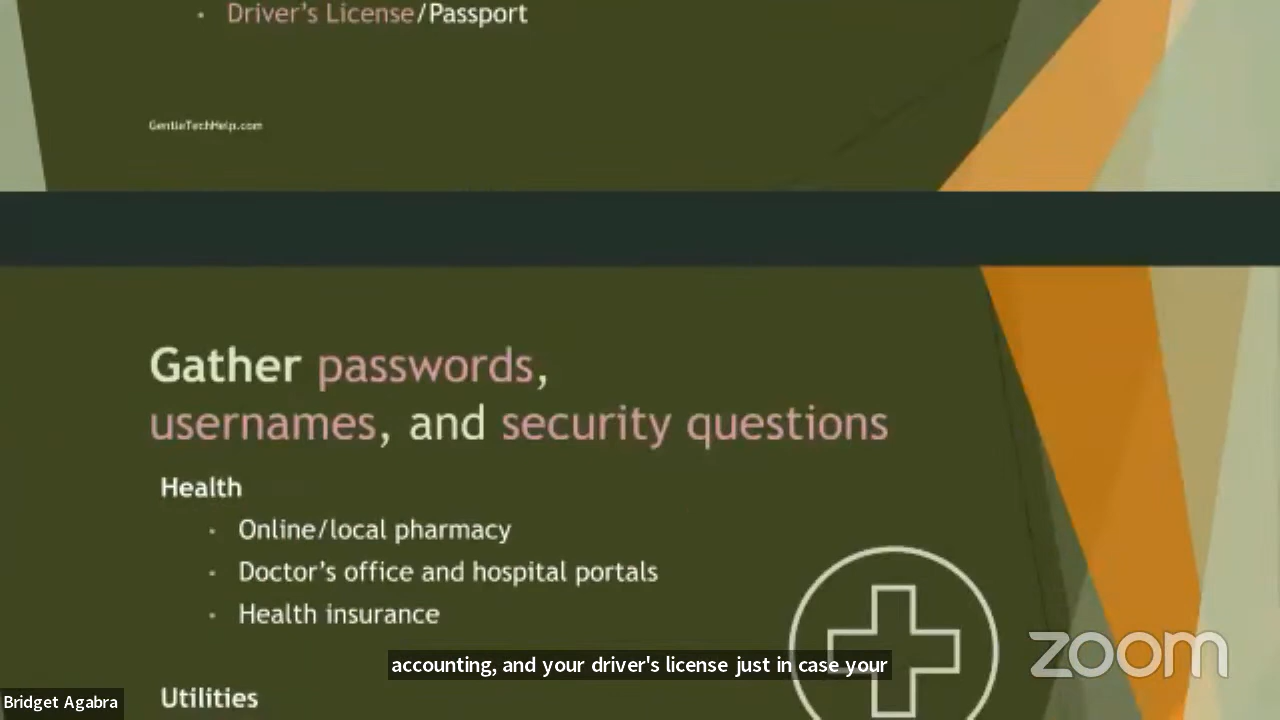 Driver's License/Passport
GentleTechHelp.com
Gather passwords,
usernames, and security questions
Health
Online/local pharmacy
Doctor's office and hospital portals
Health insurance
accounting, and your driver's license just in case your
Utilities
Bridget Agabra
zoom